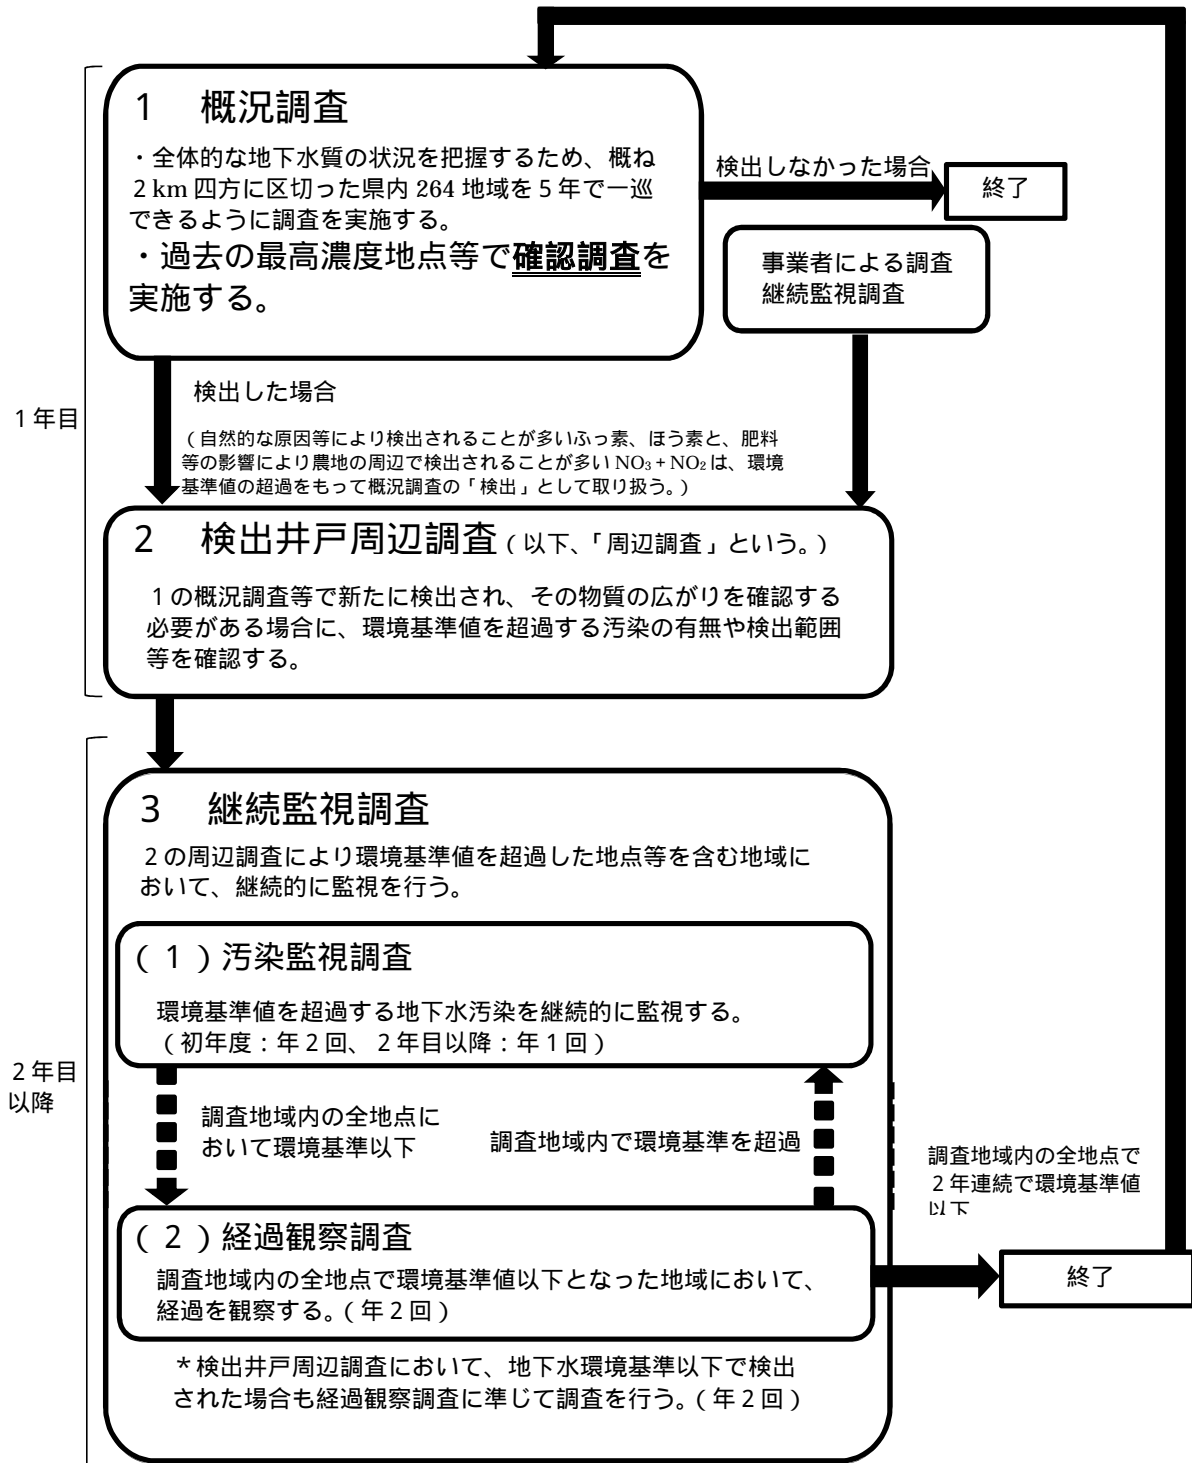 1年目
1　概況調査
・全体的な地下水質の状況を把握するため、概ね
2 km 四方に区切った県内 264 地域を5年で一巡
できるように調査を実施する。
・過去の最高濃度地点等で確認調査を
実施する。
検出しなかった場合
終了
事業者による調査
継続監視調査
検出した場合
（自然的な原因等により検出されることが多いふっ素、ほう素と、肥料
等の影響により農地の周辺で検出されることが多い NO₃＋NO₂ は、環境
基準値の超過をもって概況調査の「検出」として取り扱う。）
2　検出井戸周辺調査（以下、「周辺調査」という。）
1の概況調査等で新たに検出され、その物質の広がりを確認する
必要がある場合に、環境基準値を超過する汚染の有無や検出範囲
等を確認する。
2年目
以降
3　継続監視調査
2の周辺調査により環境基準値を超過した地点等を含む地域に
おいて、継続的に監視を行う。
（1）汚染監視調査
環境基準値を超過する地下水汚染を継続的に監視する。
（初年度：年2回、2年目以降：年1回）
調査地域内の全地点に
おいて環境基準以下
調査地域内で環境基準を超過
調査地域内の全地点で
2年連続で環境基準値
以下
（2）経過観察調査
調査地域内の全地点で環境基準値以下となった地域において、
経過を観察する。（年2回）
終了
＊検出井戸周辺調査において、地下水環境基準以下で検出
された場合も経過観察調査に準じて調査を行う。（年2回）